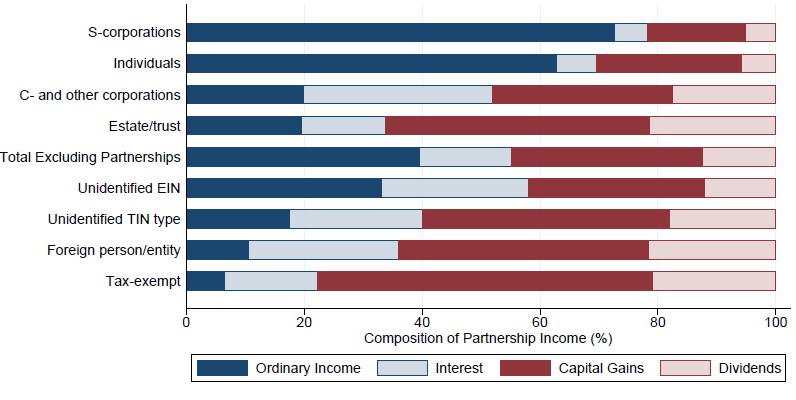 S-corporations
Individuals
C- and other corporations
Estate/trust
Total Excluding Partnerships
Unidentified EIN
Unidentified TIN type
Foreign person/entity
Tax-exempt
0 20 40 60 80 100
Composition of Partnership Income (%)
Ordinary Income Interest Capital Gains Dividends